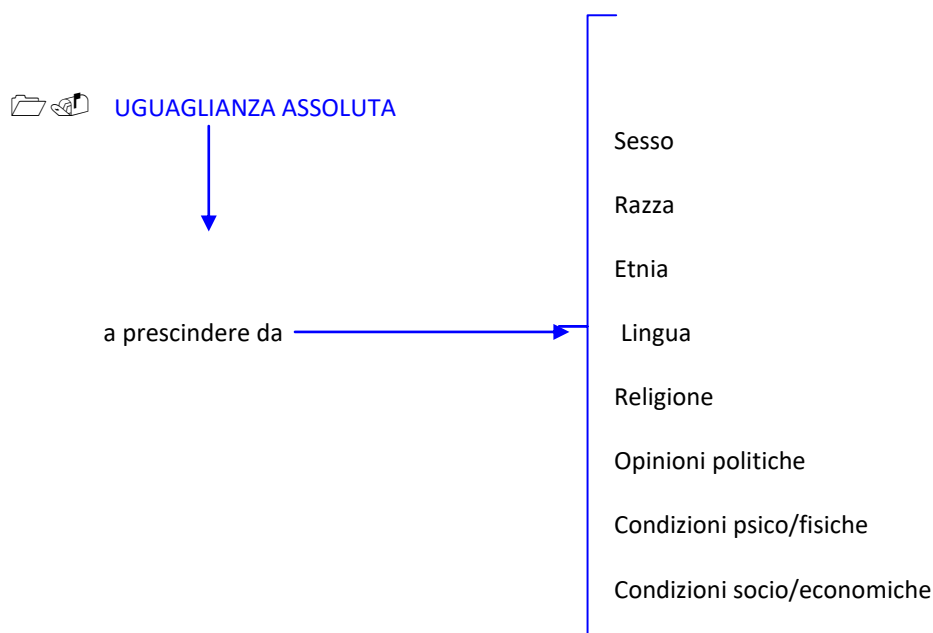 UGUAGLIANZA ASSOLUTA
a prescindere da
Sesso
Razza
Etnia
Lingua
Religione
Opinioni politiche
Condizioni psico/fisiche
Condizioni socio/economiche